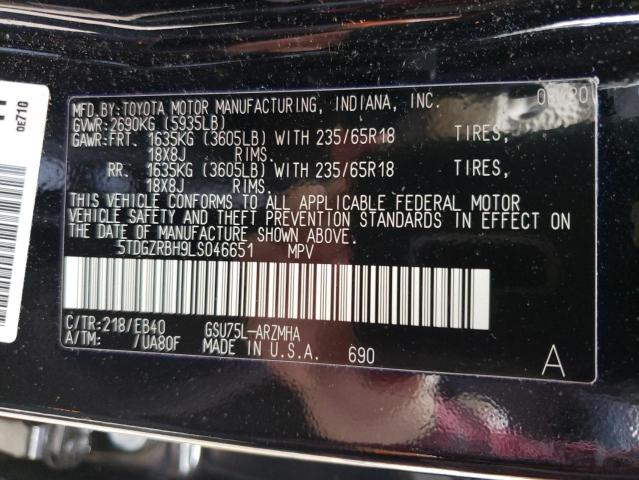 MFD.BY:TOYOTA MOTOR MANUFACTURING, INDIANA, INC.
GVWR:2690KG (5935LB)
GAWR:FRT. 1635KG (3605LB) WITH 235/65R18 TIRES,
18X8J RIMS.
RR. 1635KG (3605LB) WITH 235/65R18 TIRES,
18X8J RIMS.
THIS VEHICLE CONFORMS TO ALL APPLICABLE FEDERAL MOTOR
VEHICLE SAFETY AND THEFT PREVENTION STANDARDS IN EFFECT ON
THE DATE OF MANUFACTURE SHOWN ABOVE.
5TDGZRBH9LS046651 MPV
C/TR:218/EB40 GSU75L-ARZMHA
A/TM: /UA80F MADE IN U.S.A. 690 A
0E710